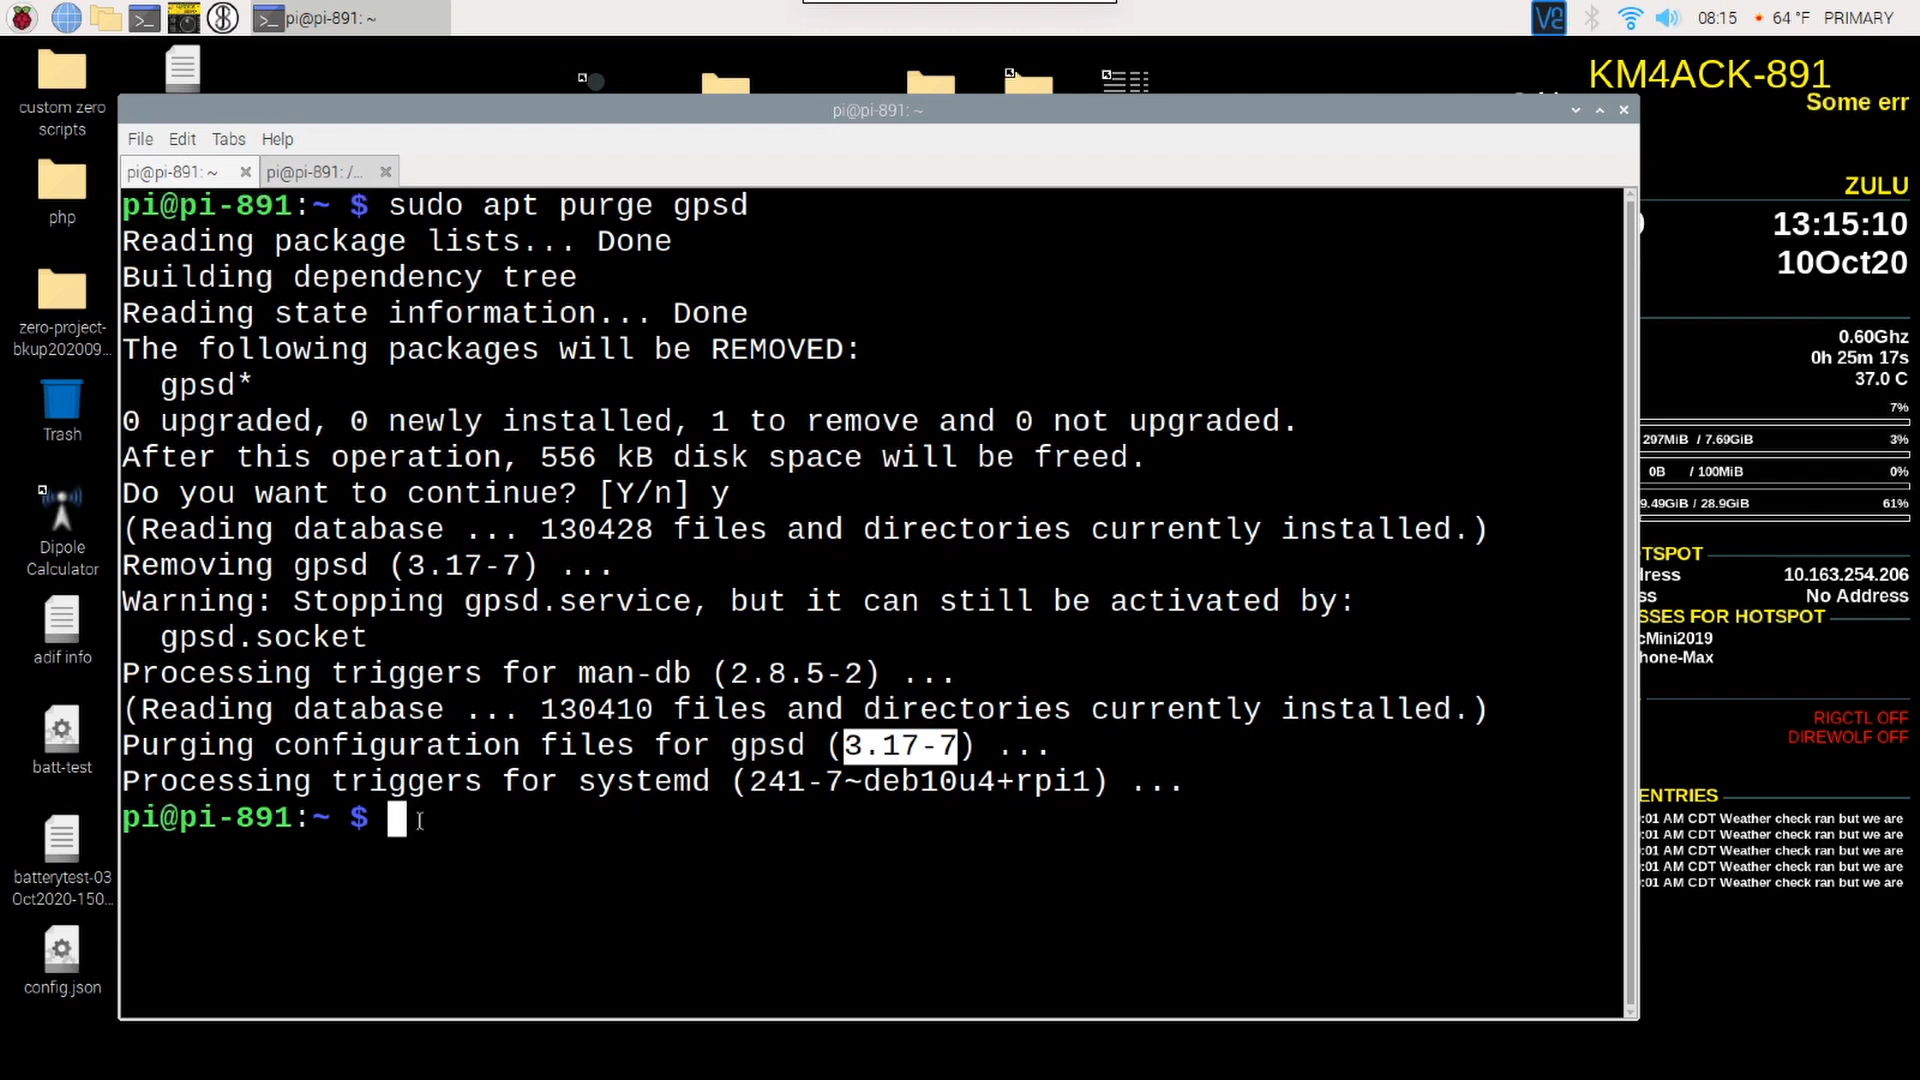 pi@pi-891: ~
08:15
64 °F
PRIMARY
custom zero
scripts
php
zero-project-
bkup202009...
Trash
Dipole
Calculator
adif info
batt-test
batterytest-03
Oct2020-150...
config.json
pi@pi-891: ~
File Edit Tabs Help
pi@pi-891: ~
pi@pi-891: /...
pi@pi-891:~ $ sudo apt purge gpsd
Reading package lists... Done
Building dependency tree
Reading state information... Done
The following packages will be REMOVED:
gpsd*
0 upgraded, 0 newly installed, 1 to remove and 0 not upgraded.
After this operation, 556 kB disk space will be freed.
Do you want to continue? [Y/n] y
(Reading database ... 130428 files and directories currently installed.)
Removing gpsd (3.17-7) ...
Warning: Stopping gpsd.service, but it can still be activated by:
gpsd.socket
Processing triggers for man-db (2.8.5-2) ...
(Reading database ... 130410 files and directories currently installed.)
Purging configuration files for gpsd (3.17-7) ...
Processing triggers for systemd (241-7~deb10u4+rpi1) ...
pi@pi-891:~ $
KM4ACK-891
Some err
ZULU
13:15:10
10Oct20
0.60Ghz
0h 25m 17s
37.0 C
7%
297MiB / 7.69GiB 3%
0B / 100MiB 0%
9.49GiB / 28.9GiB 61%
TSPOT
ress 10.163.254.206
ss No Address
SSES FOR HOTSPOT
cMini2019
hone-Max
RIGCTL OFF
DIREWOLF OFF
ENTRIES
:01 AM CDT Weather check ran but we are
:01 AM CDT Weather check ran but we are
:01 AM CDT Weather check ran but we are
:01 AM CDT Weather check ran but we are
:01 AM CDT Weather check ran but we are